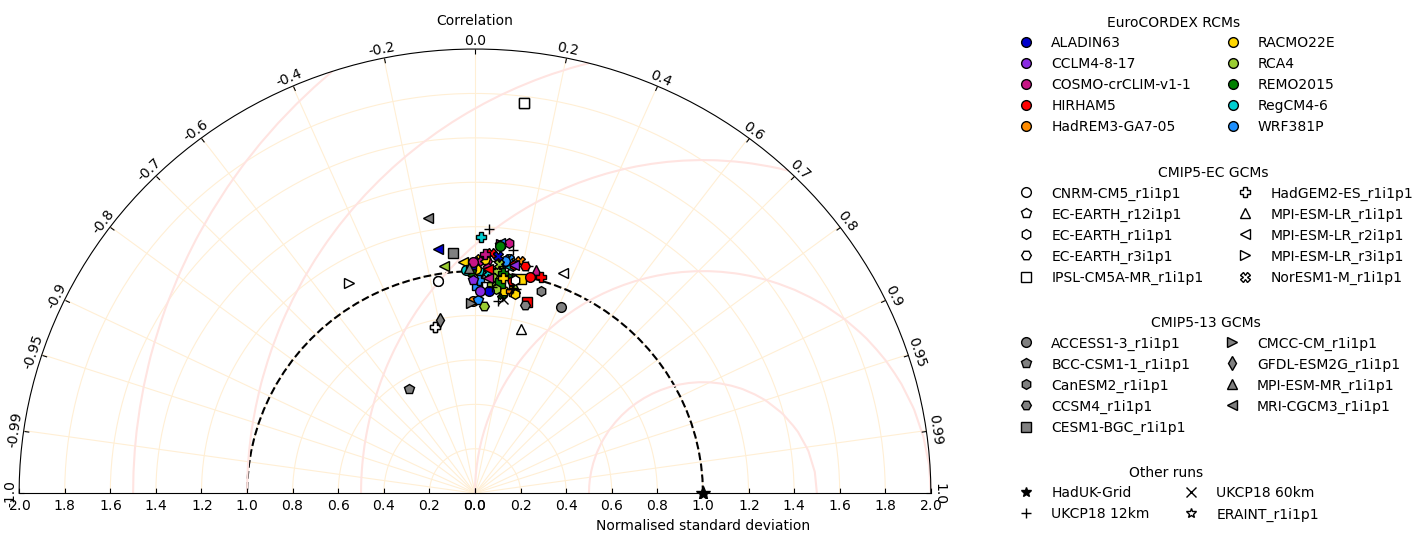 Correlation
-0.2 0.0 0.2
-0.4 0.4
-0.6 0.6
-0.7 0.7
-0.8 0.8
-0.9 0.9
-0.95 0.95
-0.99 0.99
-1.0 1.0
2.0 1.8 1.6 1.4 1.2 1.0 0.8 0.6 0.4 0.2 0.0 0.2 0.4 0.6 0.8 1.0 1.2 1.4 1.6 1.8 2.0
Normalised standard deviation
EuroCORDEX RCMs
ALADIN63 RACMO22E
CCLM4-8-17 RCA4
COSMO-crCLIM-v1-1 REMO2015
HIRHAM5 RegCM4-6
HadREM3-GA7-05 WRF381P
CMIP5-EC GCMs
CNRM-CM5_r1i1p1 HadGEM2-ES_r1i1p1
EC-EARTH_r12i1p1 MPI-ESM-LR_r1i1p1
EC-EARTH_r1i1p1 MPI-ESM-LR_r2i1p1
EC-EARTH_r3i1p1 MPI-ESM-LR_r3i1p1
IPSL-CM5A-MR_r1i1p1 NorESM1-M_r1i1p1
CMIP5-13 GCMs
ACCESS1-3_r1i1p1 CMCC-CM_r1i1p1
BCC-CSM1-1_r1i1p1 GFDL-ESM2G_r1i1p1
CanESM2_r1i1p1 MPI-ESM-MR_r1i1p1
CCSM4_r1i1p1 MRI-CGCM3_r1i1p1
CESM1-BGC_r1i1p1
Other runs
HadUK-Grid UKCP18 60km
UKCP18 12km ERAINT_r1i1p1